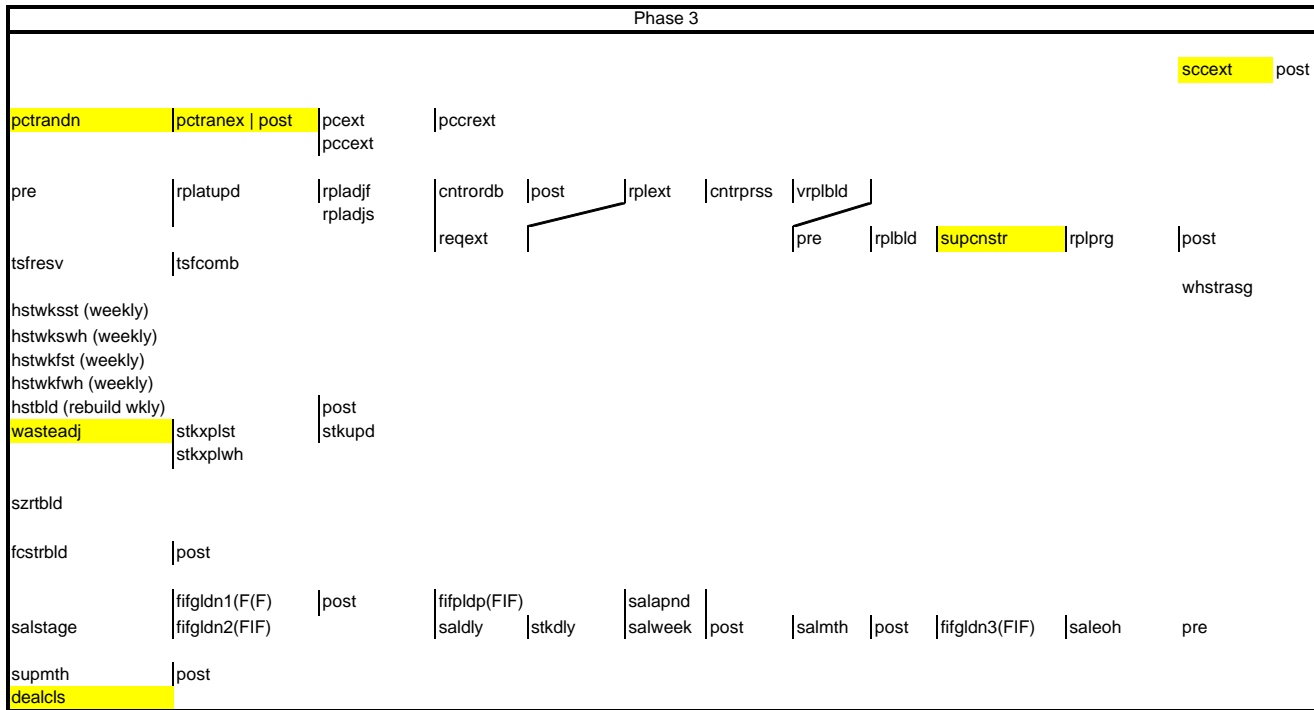 Phase 3
sccext post
pctrandn pctranex | post pcext pccrext
pccext
pre rplatupd rpladjf cntrordb post rplext cntrprss vrplbld
rpladjs
reqext pre rplbld supcnstr rplprg post
tsfresv tsfcomb
whstrasg
hstwksst (weekly)
hstwkswh (weekly)
hstwkfst (weekly)
hstwkfwh (weekly)
hstbld (rebuild wkly) post
wasteadj stkxplst stkupd
stkxplwh
szrtbld
fcstrbld post
fifgldn1(F(F) post fifpldp(FIF) salapnd
salstage fifgldn2(FIF) saldly stkdly salweek post salmth post fifgldn3(FIF) saleoh pre
supmth post
dealcls